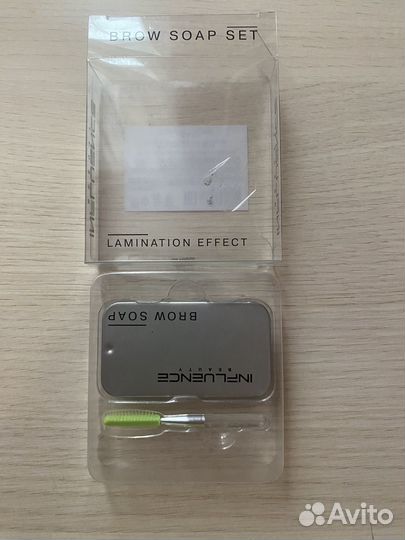 BROW SOAP SET
LAMINATION EFFECT
BROW SOAP
INFLUENCE
BEAUTY
Avito